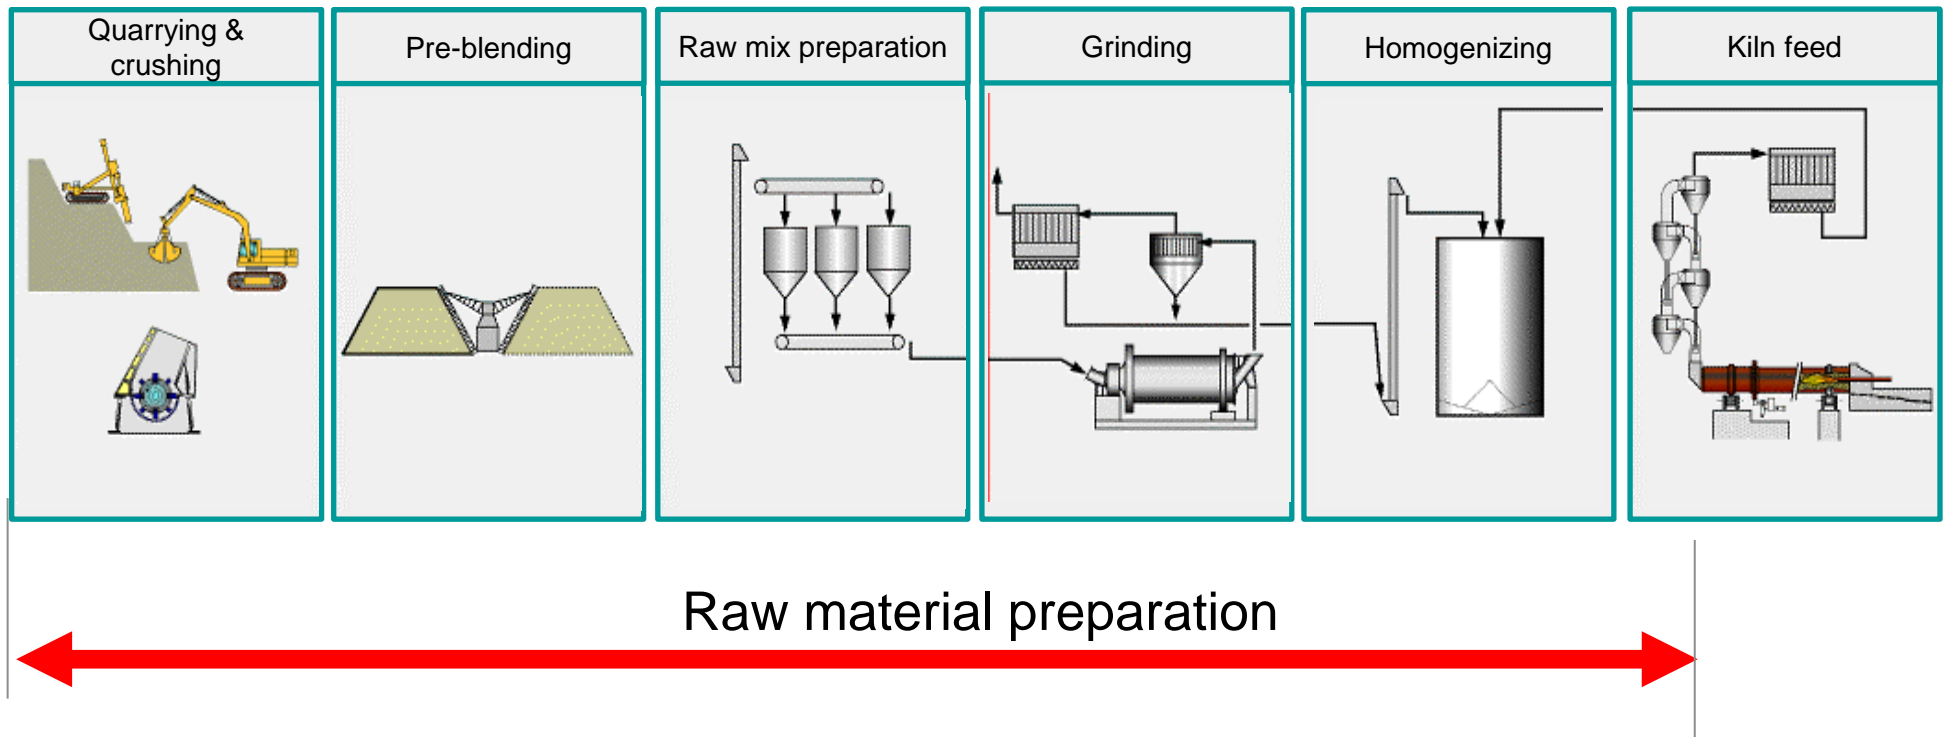 Quarrying &
crushing
Pre-blending
Raw mix preparation
Grinding
Homogenizing
Kiln feed
Raw material preparation